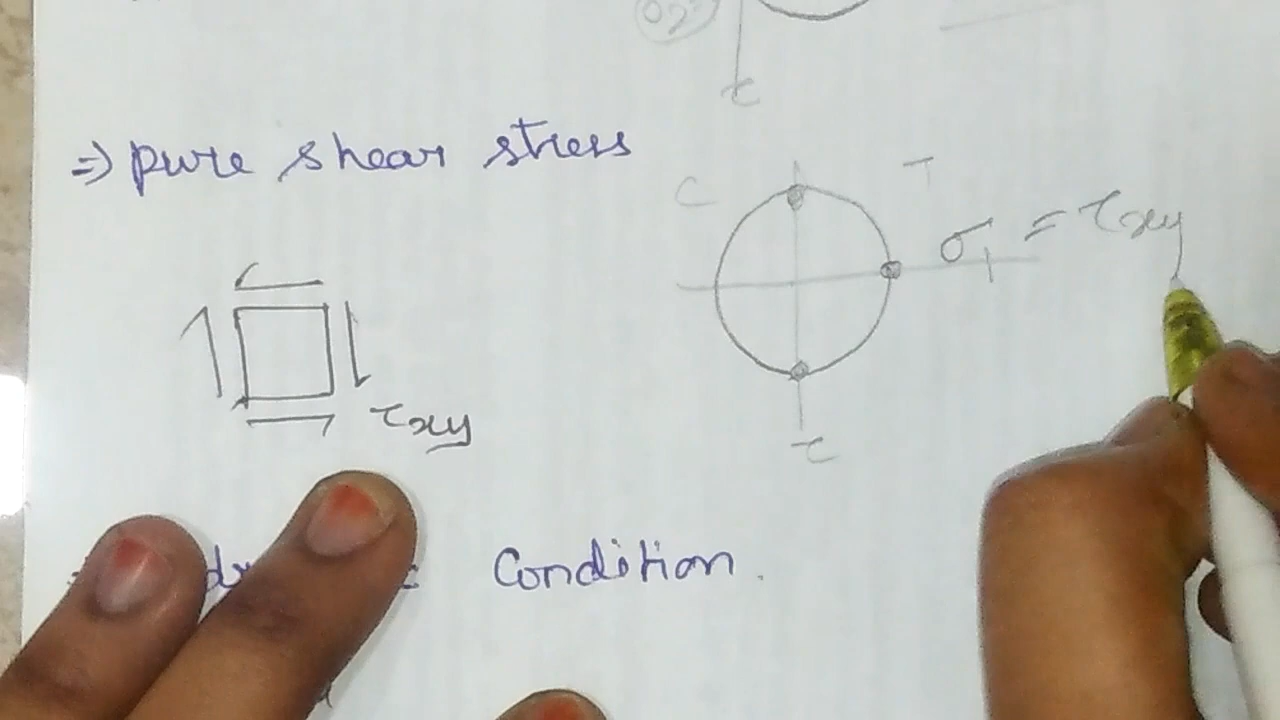 τ
=) pure shear stress
C T
σ₁ = τxy
τxy
τ
Condition.